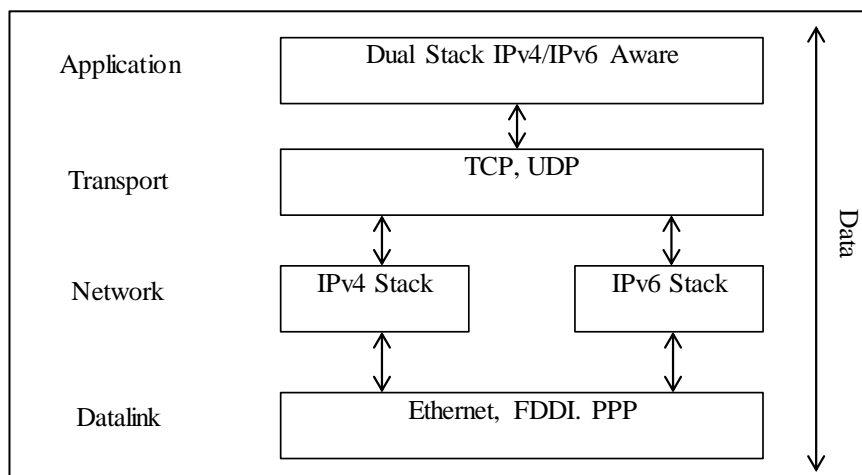 Application
Dual Stack IPv4/IPv6 Aware
Transport
TCP, UDP
Network
IPv4 Stack
IPv6 Stack
Datalink
Ethernet, FDDI. PPP
Data